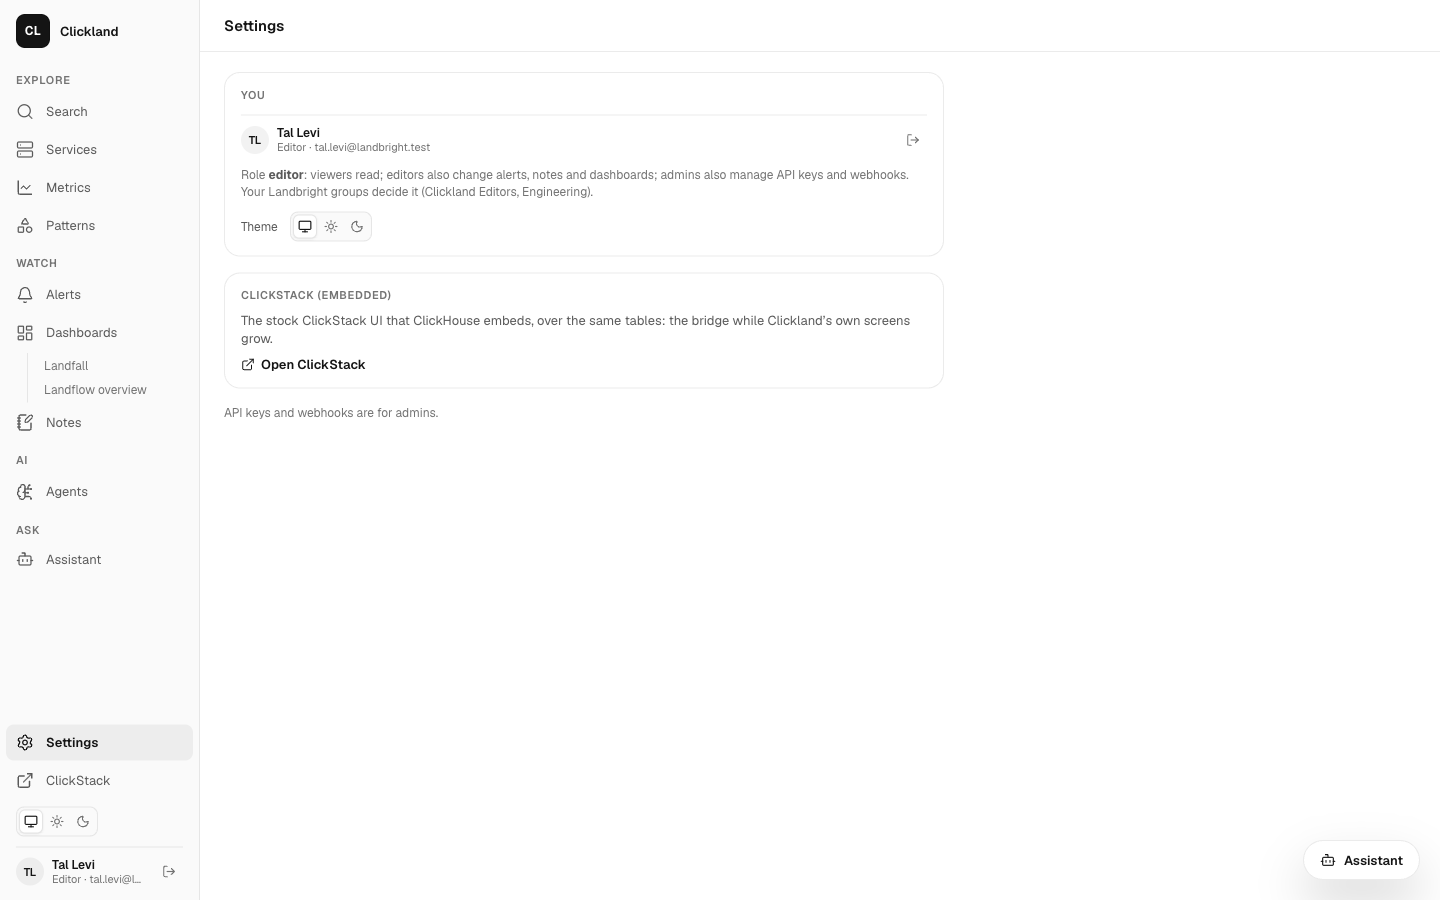 CL Clickland
EXPLORE
Search
Services
Metrics
Patterns
WATCH
Alerts
Dashboards
Landfall
Landflow overview
Notes
AI
Agents
ASK
Assistant
Settings
ClickStack
TL Tal Levi
Editor · tal.levi@l...
Settings
YOU
TL Tal Levi
Editor · tal.levi@landbright.test
Role editor: viewers read; editors also change alerts, notes and dashboards; admins also manage API keys and webhooks.
Your Landbright groups decide it (Clickland Editors, Engineering).
Theme
CLICKSTACK (EMBEDDED)
The stock ClickStack UI that ClickHouse embeds, over the same tables: the bridge while Clickland’s own screens
grow.
Open ClickStack
API keys and webhooks are for admins.
Assistant